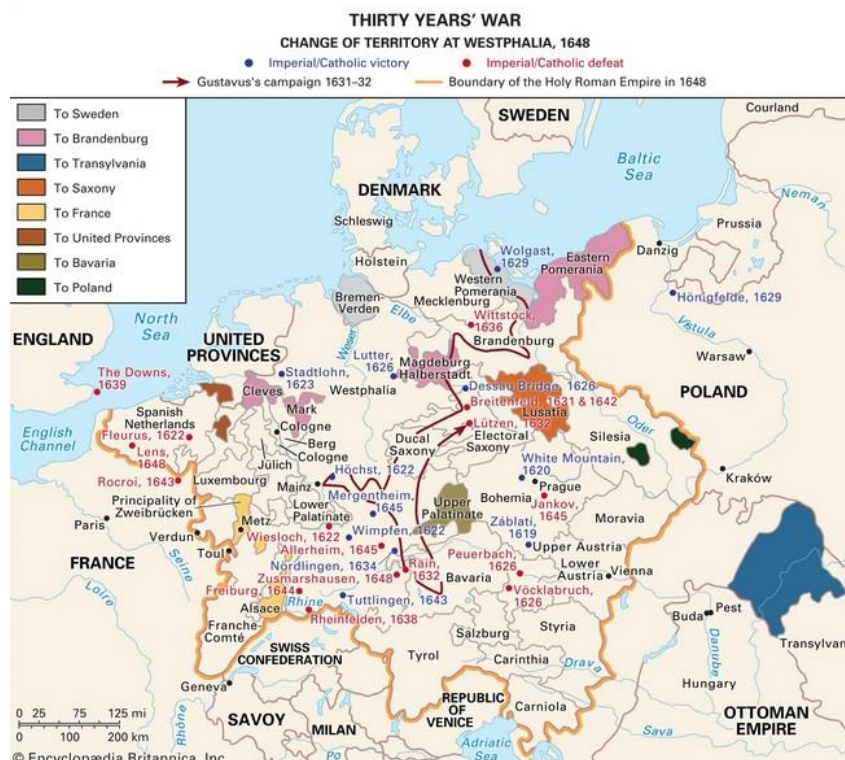 THIRTY YEARS' WAR
CHANGE OF TERRITORY AT WESTPHALIA, 1648
Imperial/Catholic victory
Imperial/Catholic defeat
Gustavus's campaign 1631–32
Boundary of the Holy Roman Empire in 1648
To Sweden
To Brandenburg
To Transylvania
To Saxony
To France
To United Provinces
To Bavaria
To Poland
SWEDEN
Courland
Baltic
Sea
Neman
DENMARK
Schleswig
Prussia
Danzig
Holstein
Wolgast,
1629
Eastern
Pomerania
Western
Pomerania
Mecklenburg
Bremen-
Verden
Elbe
Hönigfelde, 1629
North
Sea
Wittstock,
1636
Vistula
ENGLAND
UNITED
PROVINCES
Weser
Lutter,
1626
Brandenburg
Warsaw
Magdeburg
Halberstadt
The Downs,
1639
Stadtlohn,
1623
Cleves
Westphalia
Dessau Bridge, 1626
POLAND
Breitenfeld, 1631 & 1642
Mark
Lusatia
Spanish
Netherlands
Cologne
Lützen, 1632
English
Channel
Fleurus, 1622
Berg
Ducal
Saxony
Electoral
Saxony
Silesia
Oder
Lens,
1648
Cologne
Jülich
Höchst, 1622
White Mountain,
1620
Rocroi, 1643
Luxembourg
Mainz
Prague
Kraków
Mergentheim,
1645
Principality of
Zweibrücken
Lower
Palatinate
Upper
Palatinate
Bohemia
Jankov,
1645
Paris
Metz
Moravia
Wiesloch, 1622
Wimpfen, 1622
Záblatí,
1619
Verdun
Allerheim, 1645
Toul
Seine
Nördlingen, 1634
Rain,
1632
Peuerbach,
1626
Upper Austria
FRANCE
Zusmarshausen, 1648
Bavaria
Lower
Austria
Vienna
Freiburg, 1644
Loire
Alsace
Rhine
Tuttlingen, 1643
Vöcklabruck,
1626
Rheinfelden, 1638
Buda
Pest
Franche-
Comté
Salzburg
Styria
Transylvan
SWISS
CONFEDERATION
Tyrol
Carinthia
Drava
Danube
Hungary
Geneva
REPUBLIC
OF
VENICE
Carniola
0 25 75 125 mi
0 100 200 km
SAVOY
MILAN
Rhône
Po
Adriatic
Sea
Sava
OTTOMAN
EMPIRE
© Encyclopædia Britannica, Inc.